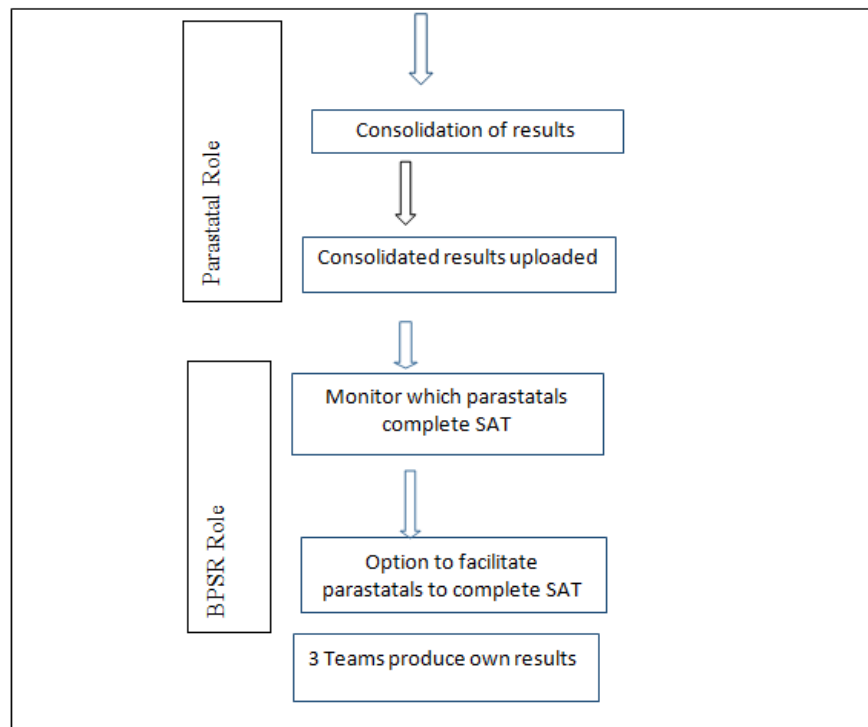 Parastatal Role
Consolidation of results
Consolidated results uploaded
BPSR Role
Monitor which parastatals
complete SAT
Option to facilitate
parastatals to complete SAT
3 Teams produce own results